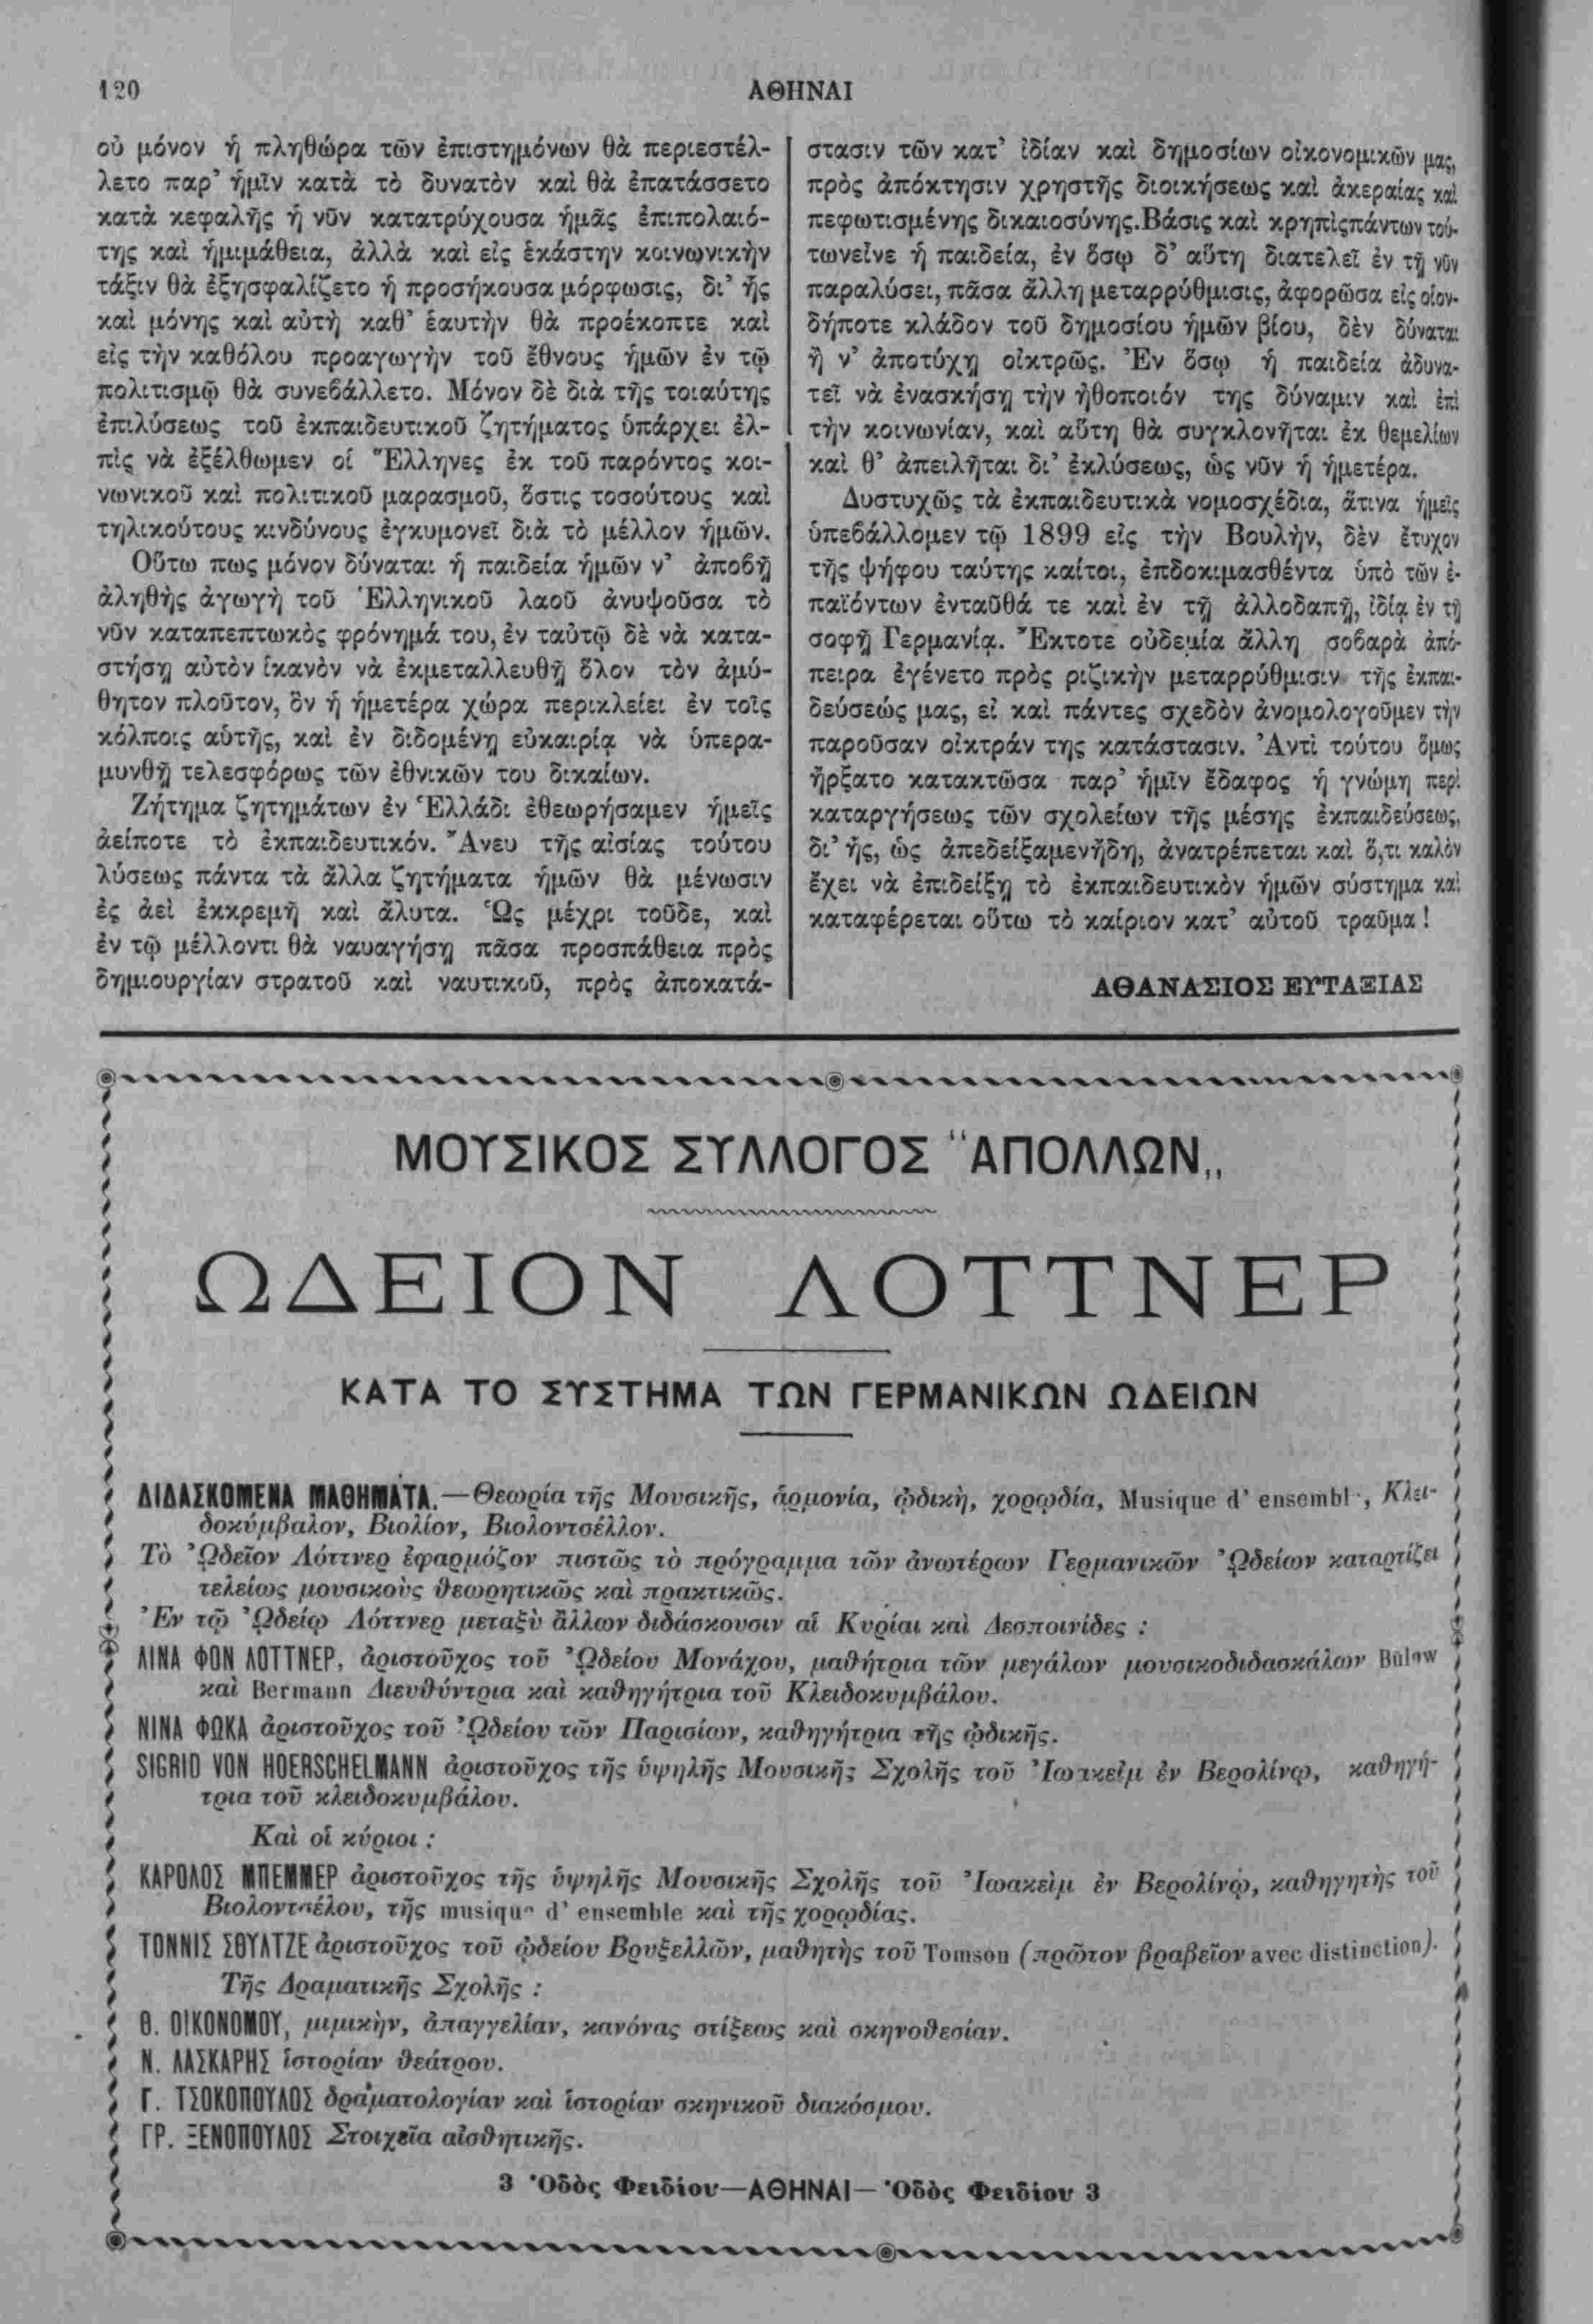 120
ΑΘΗΝΑΙ
οὐ μόνον ἡ πληθώρα τῶν ἐπιστημόνων θὰ περιεστέλ-
λετο παρ’ ἡμῖν κατὰ τὸ δυνατὸν καὶ θὰ ἐπατάσσετο
κατὰ κεφαλῆς ἡ νῦν κατατρύχουσα ἡμᾶς ἐπιπολαιό-
της καὶ ἡμιμάθεια, ἀλλὰ καὶ εἰς ἑκάστην κοινωνικὴν
τάξιν θὰ ἐξησφαλίζετο ἡ προσήκουσα μόρφωσις, δι’ ἧς
καὶ μόνης καὶ αὐτὴ καθ’ ἑαυτὴν θὰ προέκοπτε καὶ
εἰς τὴν καθόλου προαγωγὴν τοῦ ἔθνους ἡμῶν ἐν τῷ
πολιτισμῷ θὰ συνεβάλλετο. Μόνον δὲ διὰ τῆς τοιαύτης
ἐπιλύσεως τοῦ ἐκπαιδευτικοῦ ζητήματος ὑπάρχει ἐλ-
πὶς νὰ ἐξέλθωμεν οἱ Ἕλληνες ἐκ τοῦ παρόντος κοι-
νωνικοῦ καὶ πολιτικοῦ μαρασμοῦ, ὅστις τοσούτους καὶ
τηλικούτους κινδύνους ἐγκυμονεῖ διὰ τὸ μέλλον ἡμῶν.
Οὕτω πως μόνον δύναται ἡ παιδεία ἡμῶν ν’ ἀποβῇ
ἀληθὴς ἀγωγὴ τοῦ Ἑλληνικοῦ λαοῦ ἀνυψοῦσα τὸ
νῦν καταπεπτωκὸς φρόνημά του, ἐν ταὐτῷ δὲ νὰ κατα-
στήσῃ αὐτὸν ἱκανὸν νὰ ἐκμεταλλευθῇ ὅλον τὸν ἀμύ-
θητον πλοῦτον, ὃν ἡ ἡμετέρα χώρα περικλείει ἐν τοῖς
κόλποις αὑτῆς, καὶ ἐν διδομένῃ εὐκαιρίᾳ νὰ ὑπερα-
μυνθῇ τελεσφόρως τῶν ἐθνικῶν του δικαίων.
Ζήτημα ζητημάτων ἐν Ἑλλάδι ἐθεωρήσαμεν ἡμεῖς
ἀείποτε τὸ ἐκπαιδευτικόν. Ἄνευ τῆς αἰσίας τούτου
λύσεως πάντα τὰ ἄλλα ζητήματα ἡμῶν θὰ μένωσιν
ἐς ἀεὶ ἐκκρεμῆ καὶ ἄλυτα. Ὡς μέχρι τοῦδε, καὶ
ἐν τῷ μέλλοντι θὰ ναυαγήσῃ πᾶσα προσπάθεια πρὸς
δημιουργίαν στρατοῦ καὶ ναυτικοῦ, πρὸς ἀποκατά-
στασιν τῶν κατ’ ἰδίαν καὶ δημοσίων οἰκονομικῶν μας,
πρὸς ἀπόκτησιν χρηστῆς διοικήσεως καὶ ἀκεραίας καὶ
πεφωτισμένης δικαιοσύνης.Βάσις καὶ κρηπὶςπάντων τού-
τωνεἶνε ἡ παιδεία, ἐν ὅσῳ δ’ αὕτη διατελεῖ ἐν τῇ νῦν
παραλύσει, πᾶσα ἄλλη μεταρρύθμισις, ἀφορῶσα εἰς οἱον-
δήποτε κλάδον τοῦ δημοσίου ἡμῶν βίου, δὲν δύναται
ἢ ν’ ἀποτύχῃ οἰκτρῶς. Ἐν ὅσῳ ἡ παιδεία ἀδυνα-
τεῖ νὰ ἐνασκήσῃ τὴν ἠθοποιόν της δύναμιν καὶ ἐπὶ
τὴν κοινωνίαν, καὶ αὕτη θὰ συγκλονῆται ἐκ θεμελίων
καὶ θ’ ἀπειλῆται δι’ ἐκλύσεως, ὡς νῦν ἡ ἡμετέρα.
Δυστυχῶς τὰ ἐκπαιδευτικὰ νομοσχέδια, ἅτινα ἡμεῖς
ὑπεβάλλομεν τῷ 1899 εἰς τὴν Βουλὴν, δὲν ἔτυχον
τῆς ψήφου ταύτης καίτοι, ἐπδοκιμασθέντα ὑπὸ τῶν ἐ-
παϊόντων ἐνταῦθά τε καὶ ἐν τῇ ἀλλοδαπῇ, ἰδίᾳ ἐν τῇ
σοφῇ Γερμανίᾳ. Ἔκτοτε οὐδεμία ἄλλη σοβαρὰ ἀπό-
πειρα ἐγένετο πρὸς ριζικὴν μεταρρύθμισιν τῆς ἐκπαι-
δεύσεώς μας, εἰ καὶ πάντες σχεδὸν ἀνομολογοῦμεν τὴν
παροῦσαν οἰκτράν της κατάστασιν. Ἀντὶ τούτου ὅμως
ἤρξατο κατακτῶσα παρ’ ἡμῖν ἔδαφος ἡ γνώμη περὶ
καταργήσεως τῶν σχολείων τῆς μέσης ἐκπαιδεύσεως,
δι’ ἧς, ὡς ἀπεδείξαμενἤδη, ἀνατρέπεται καὶ ὅ,τι καλὸν
ἔχει νὰ ἐπιδείξῃ τὸ ἐκπαιδευτικὸν ἡμῶν σύστημα καὶ
καταφέρεται οὕτω τὸ καίριον κατ’ αὐτοῦ τραῦμα!
ΑΘΑΝΑΣΙΟΣ ΕΥΤΑΞΙΑΣ
ΜΟΥΣΙΚΟΣ ΣΥΛΛΟΓΟΣ “ΑΠΟΛΛΩΝ„
ΩΔΕΙΟΝ ΛΟΤΤΝΕΡ
ΚΑΤΑ ΤΟ ΣΥΣΤΗΜΑ ΤΩΝ ΓΕΡΜΑΝΙΚΩΝ ΩΔΕΙΩΝ
ΔΙΔΑΣΚΟΜΕΝΑ ΜΑΘΗΜΑΤΑ.—Θεωρία τῆς Μουσικῆς, ἁρμονία, ᾠδικὴ, χορῳδία, Musique d’ ensembl , Κλει-
δοκύμβαλον, Βιολίον, Βιολοντσέλλον.
Τὸ Ὠδεῖον Λόττνερ ἐφαρμόζον πιστῶς τὸ πρόγραμμα τῶν ἀνωτέρων Γερμανικῶν ᾨδείων καταρτίζει
τελείως μουσικοὺς θεωρητικῶς καὶ πρακτικῶς.
Ἐν τῷ ᾨδείῳ Λόττνερ μεταξὺ ἄλλων διδάσκουσιν αἱ Κυρίαι καὶ Δεσποινίδες :
ΛΙΝΑ ΦΟΝ ΛΟΤΤΝΕΡ, ἀριστοῦχος τοῦ ᾨδείου Μονάχου, μαθήτρια τῶν μεγάλων μουσικοδιδασκάλων Bülow
καὶ Bermann Διευθύντρια καὶ καθηγήτρια τοῦ Κλειδοκυμβάλου.
ΝΙΝΑ ΦΩΚΑ ἀριστοῦχος τοῦ ᾨδείου τῶν Παρισίων, καθηγήτρια τῆς ᾠδικῆς.
SIGRID VON HOERSCHELMANN ἀριστοῦχος τῆς ὑψηλῆς Μουσικῆς Σχολῆς τοῦ Ἰωακεὶμ ἐν Βερολίνῳ, καθηγή-
τρια τοῦ κλειδοκυμβάλου.
Καὶ οἱ κύριοι :
ΚΑΡΟΛΟΣ ΜΠΕΜΜΕΡ ἀριστοῦχος τῆς ὑψηλῆς Μουσικῆς Σχολῆς τοῦ Ἰωακεὶμ ἐν Βερολίνῳ, καθηγητὴς τοῦ
Βιολοντσέλου, τῆς musique d’ ensemble καὶ τῆς χορῳδίας.
ΤΟΝΝΙΣ ΣΘΥΛΤΖΕ ἀριστοῦχος τοῦ ᾠδείου Βρυξελλῶν, μαθητὴς τοῦ Tomson (πρῶτον βραβεῖον avec distinction).
Τῆς Δραματικῆς Σχολῆς :
Θ. ΟΙΚΟΝΟΜΟΥ, μιμικὴν, ἀπαγγελίαν, κανόνας στίξεως καὶ σκηνοθεσίαν.
Ν. ΛΑΣΚΑΡΗΣ ἱστορίαν θεάτρου.
Γ. ΤΣΟΚΟΠΟΥΛΟΣ δραματολογίαν καὶ ἱστορίαν σκηνικοῦ διακόσμου.
ΓΡ. ΞΕΝΟΠΟΥΛΟΣ Στοιχεῖα αἰσθητικῆς.
3 Ὁδὸς Φειδίου—ΑΘΗΝΑΙ—Ὁδὸς Φειδίου 3